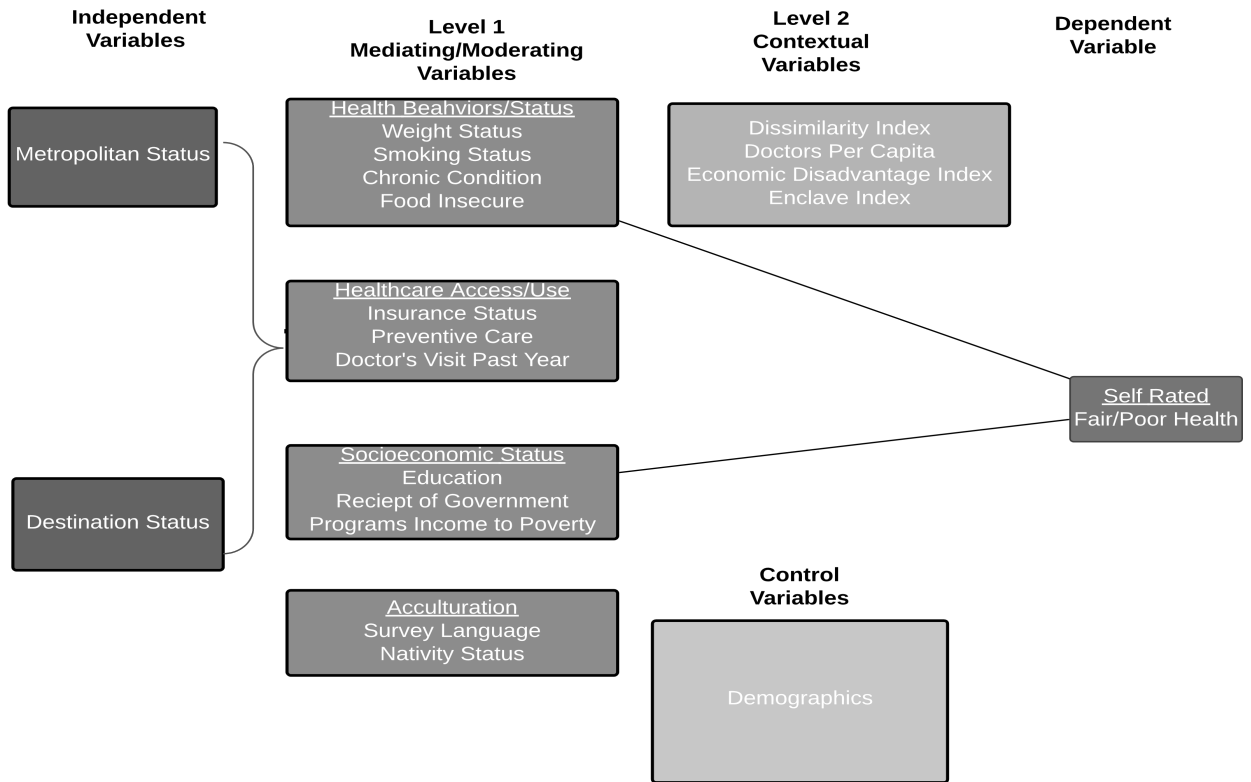 Independent
Variables
Level 1
Mediating/Moderating
Variables
Level 2
Contextual
Variables
Dependent
Variable
Metropolitan Status
Destination Status
Health Beahviors/Status
Weight Status
Smoking Status
Chronic Condition
Food Insecure
Healthcare Access/Use
Insurance Status
Preventive Care
Doctor's Visit Past Year
Socioeconomic Status
Education
Reciept of Government
Programs Income to Poverty
Acculturation
Survey Language
Nativity Status
Dissimilarity Index
Doctors Per Capita
Economic Disadvantage Index
Enclave Index
Control
Variables
Demographics
Self Rated
Fair/Poor Health